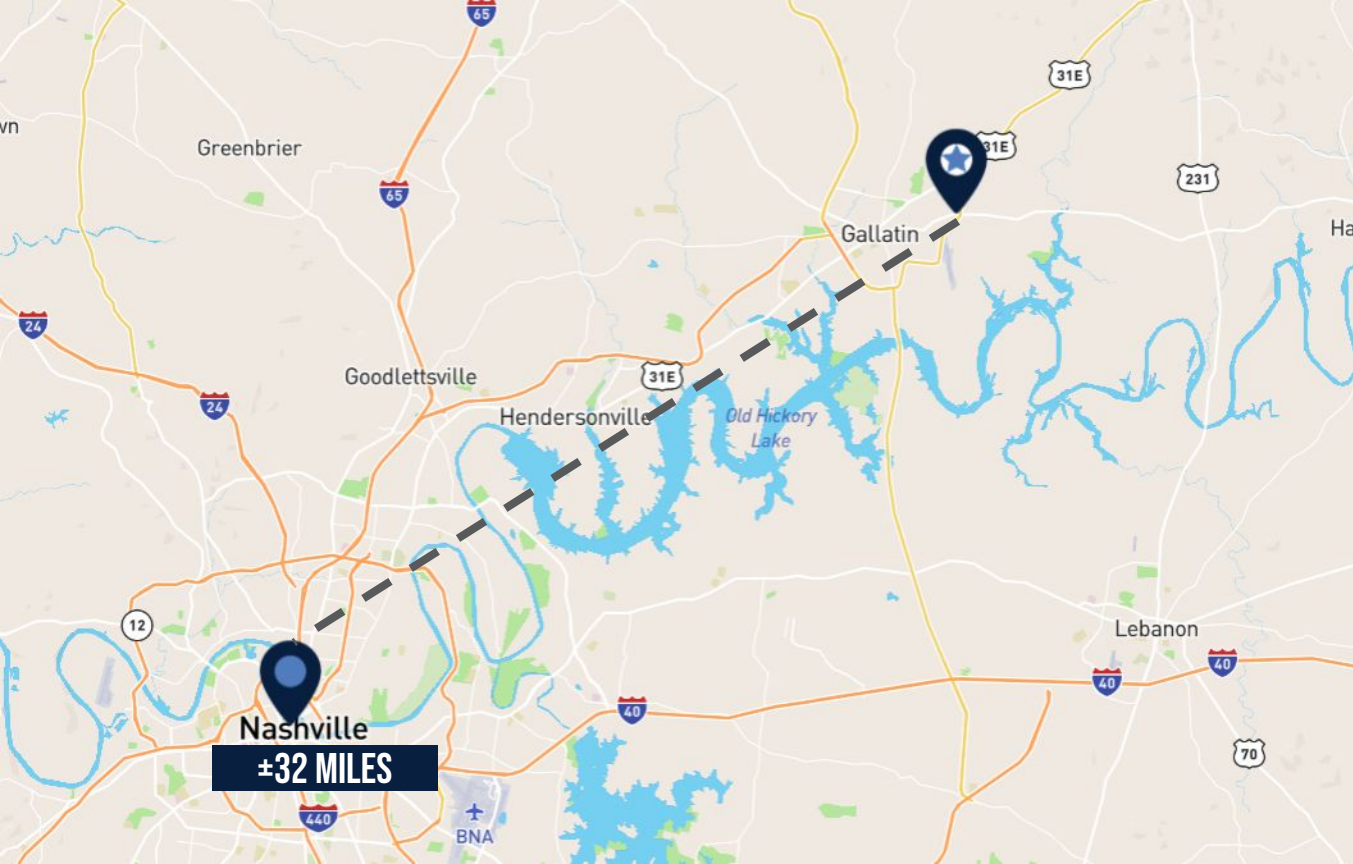 65
31E
wn
Greenbrier
31E
65
231
Gallatin
Ha
24
31E
Goodlettsville
24
Hendersonville
Old Hickory
Lake
12
Lebanon
40
40
40
Nashville
70
±32 MILES
440
BNA